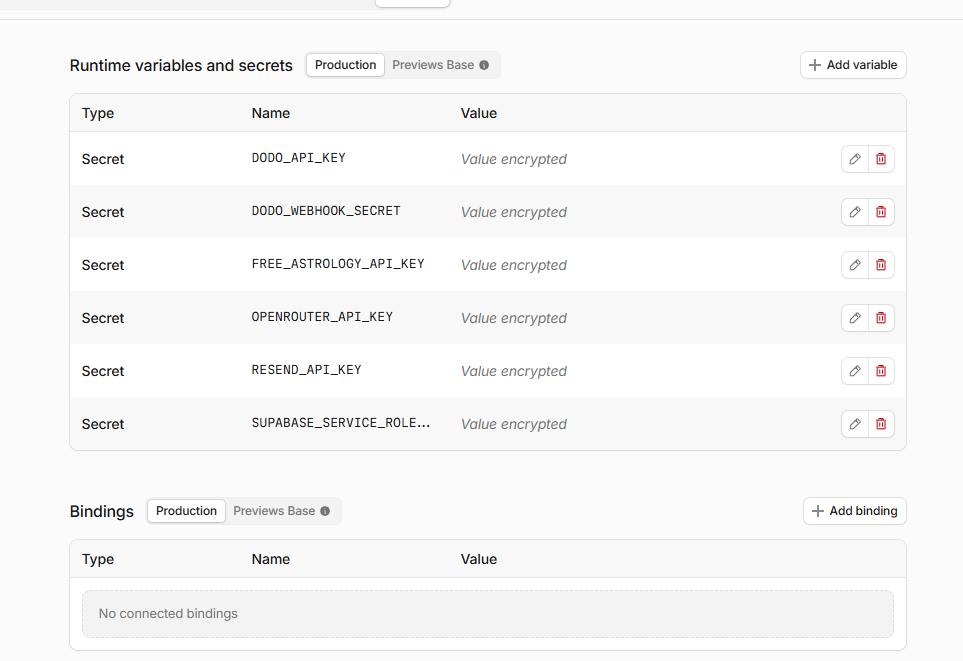 Runtime variables and secrets Production Previews Base
Add variable
Type Name Value
Secret DODO_API_KEY Value encrypted
Secret DODO_WEBHOOK_SECRET Value encrypted
Secret FREE_ASTROLOGY_API_KEY Value encrypted
Secret OPENROUTER_API_KEY Value encrypted
Secret RESEND_API_KEY Value encrypted
Secret SUPABASE_SERVICE_ROLE... Value encrypted
Bindings Production Previews Base
Add binding
Type Name Value
No connected bindings